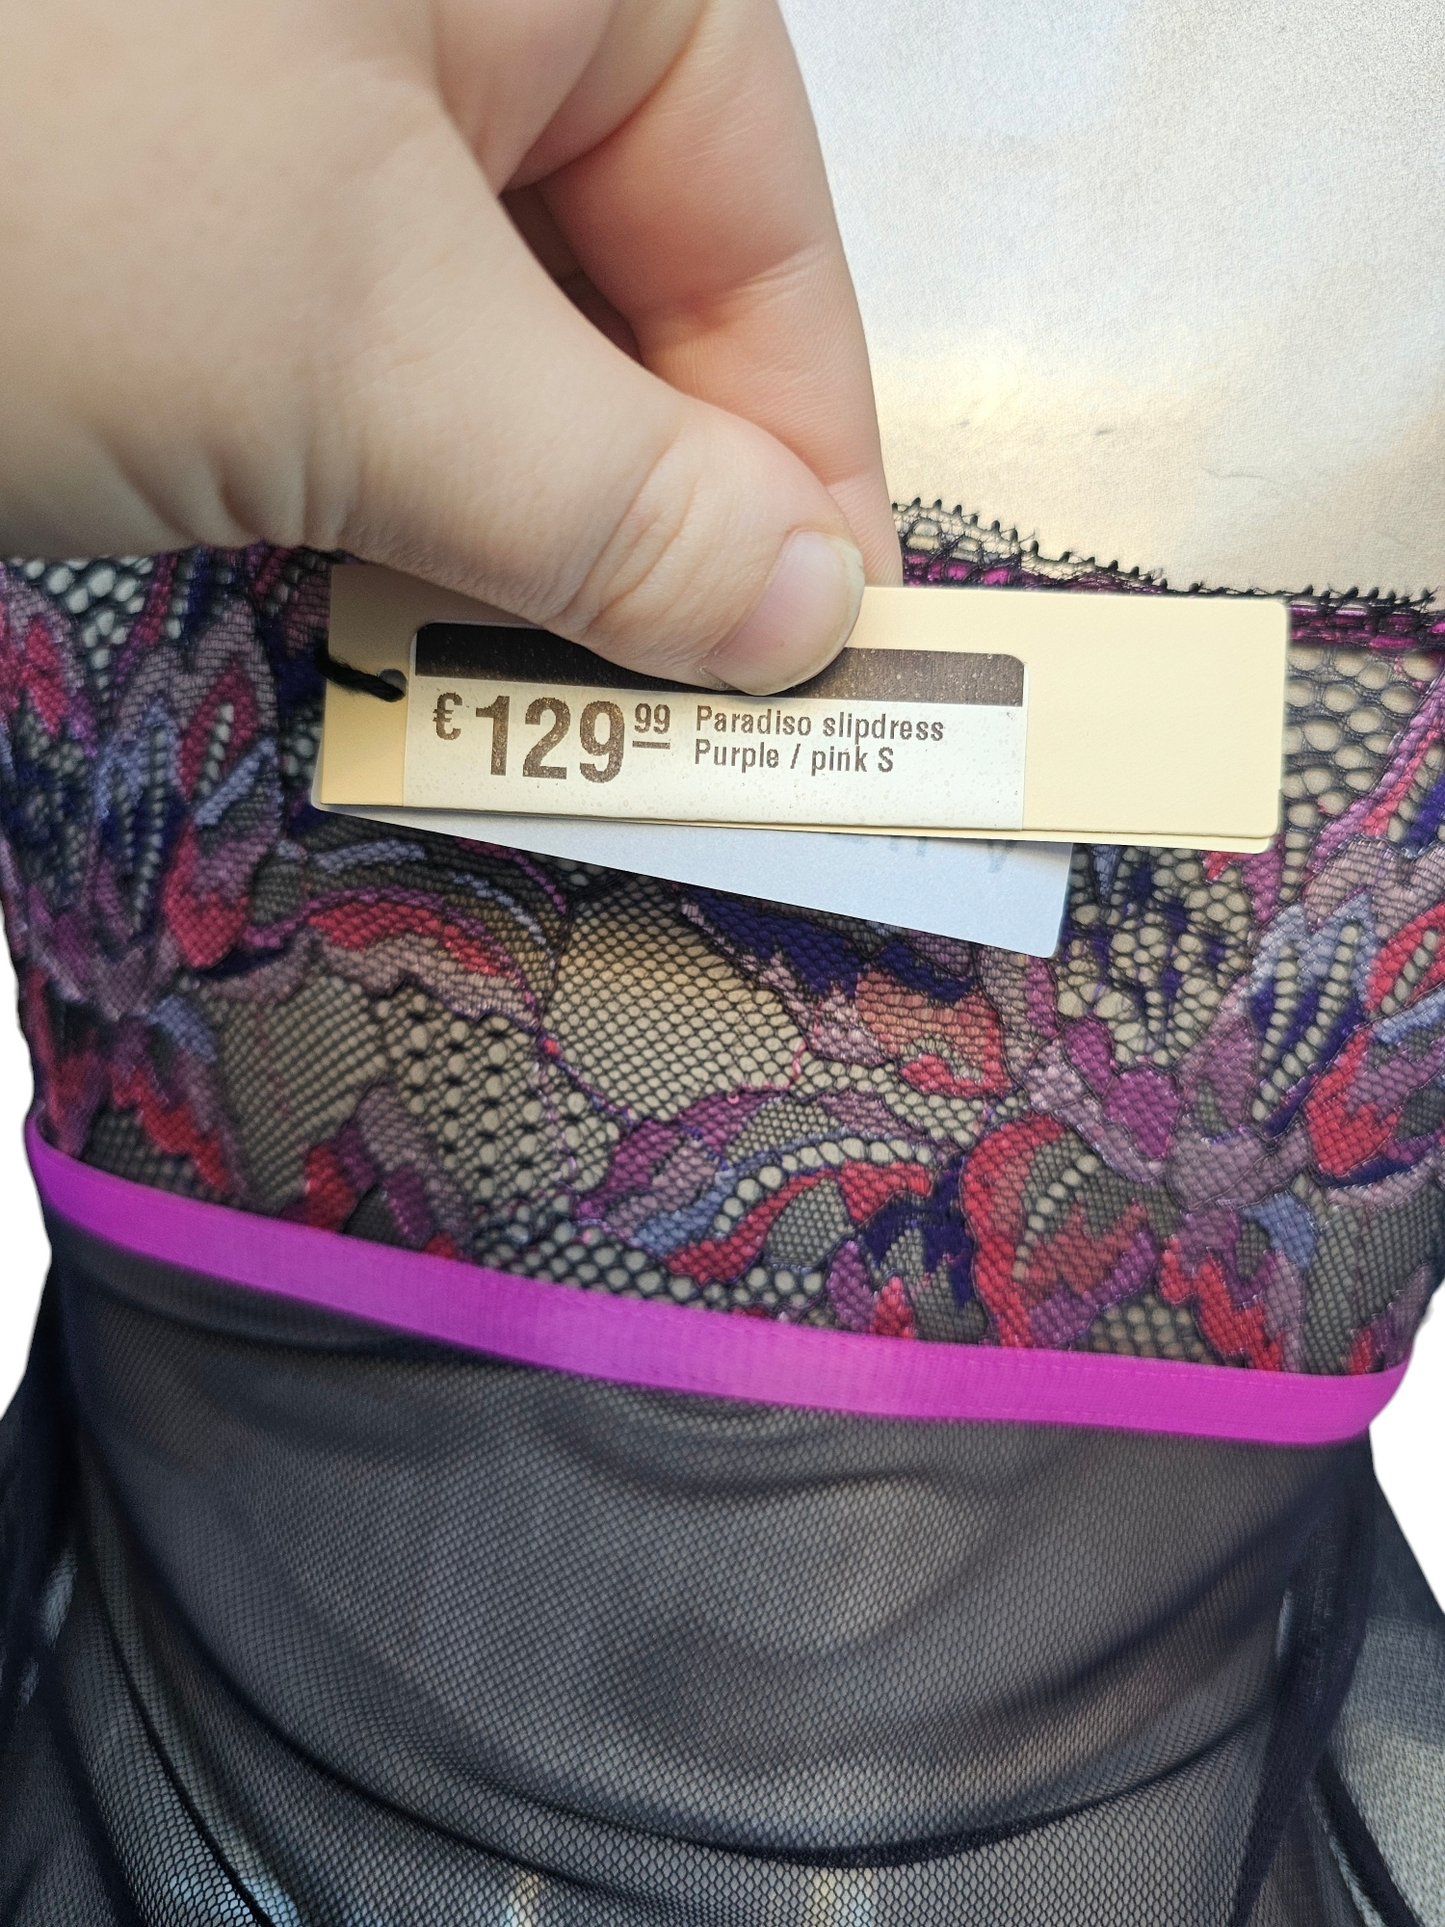 € 129 99 Paradiso slipdress
Purple / pink S